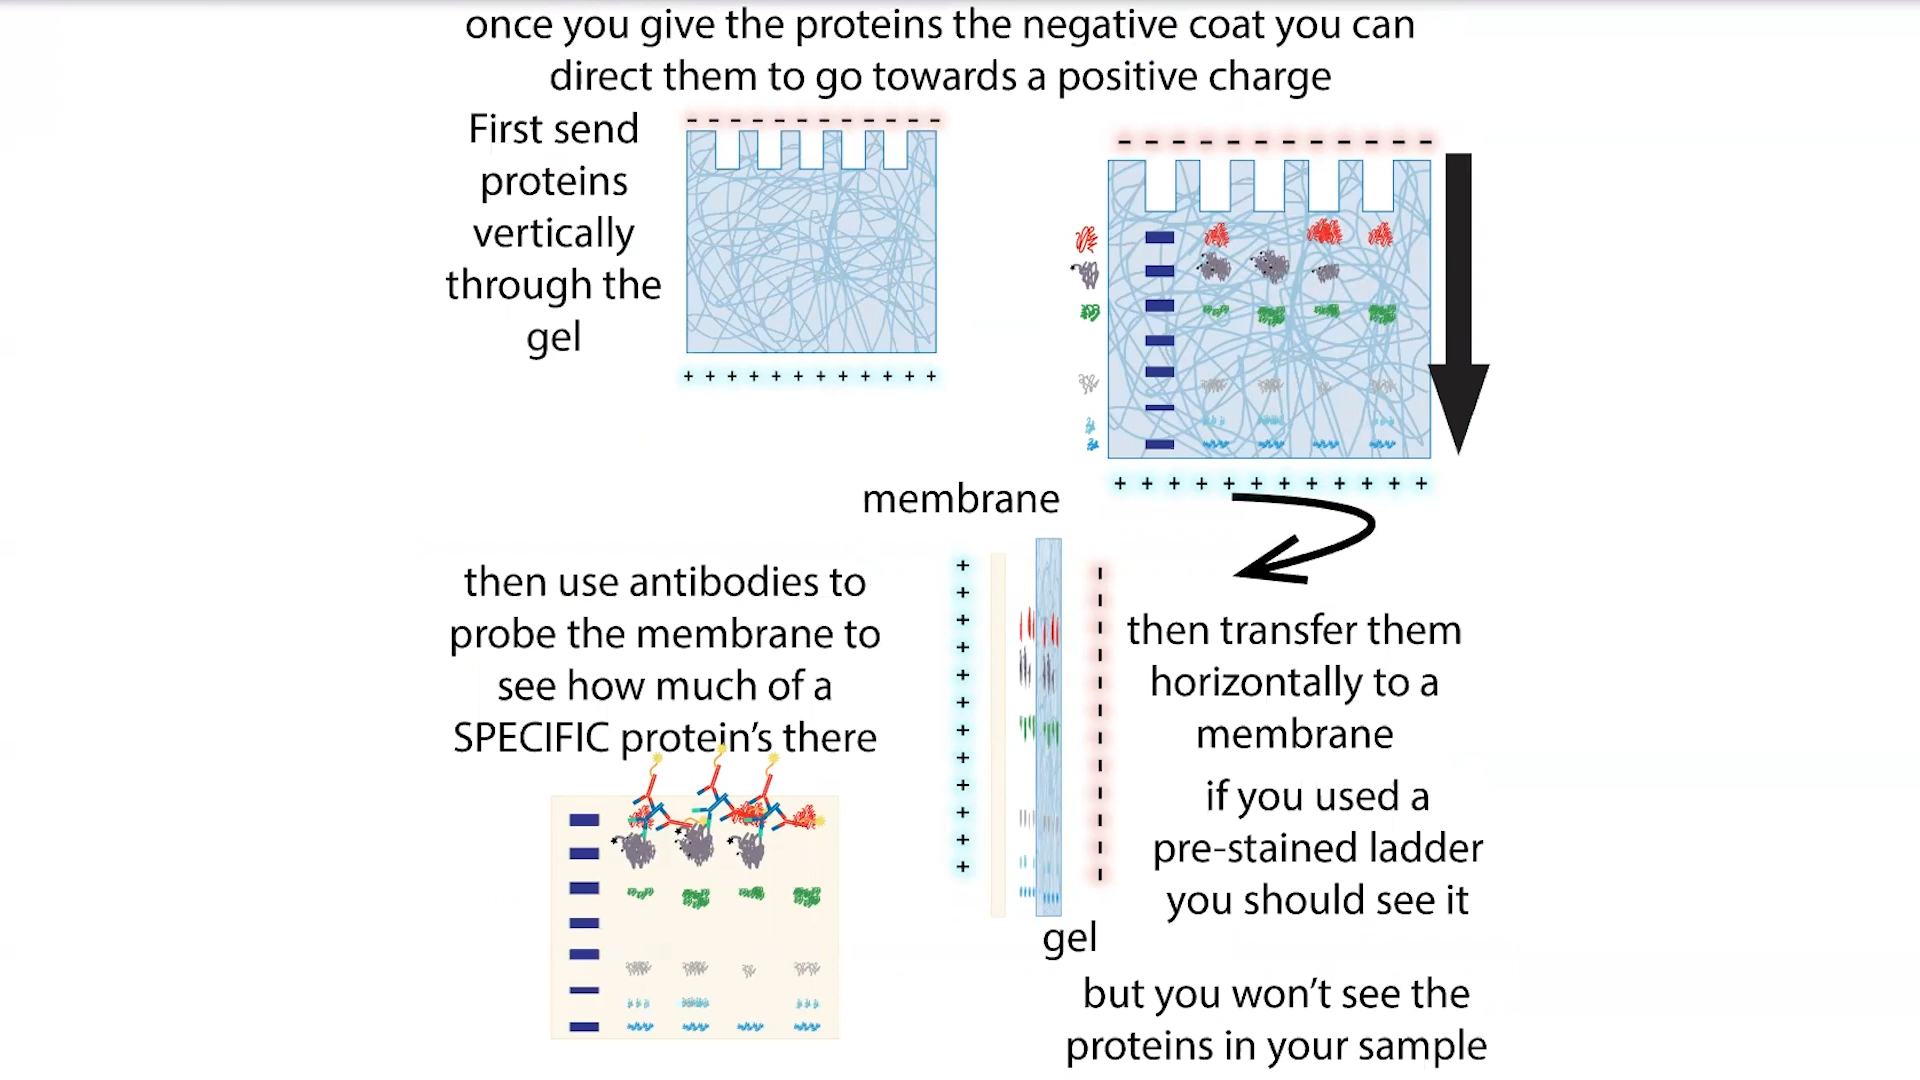 once you give the proteins the negative coat you can
direct them to go towards a positive charge
First send
proteins
vertically
through the
gel
- - - - - - - - - - - -
+ + + + + + + + + + + +
- - - - - - - - - - - -
+ + + + + + + + + + + +
membrane
then use antibodies to
probe the membrane to
see how much of a
SPECIFIC protein's there
+ + + + + + + + + + + +
- - - - - - - - - - - -
then transfer them
horizontally to a
membrane
if you used a
pre-stained ladder
you should see it
gel
but you won't see the
proteins in your sample